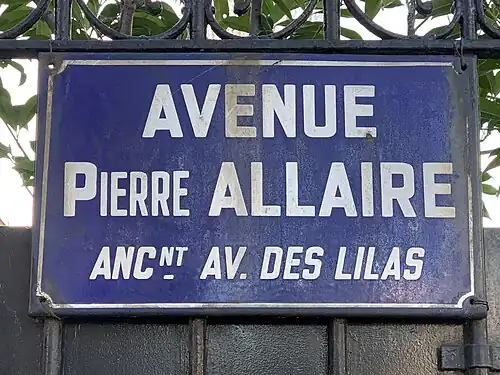 AVENUE
PIERRE ALLAIRE
ANCNT AV. DES LILAS